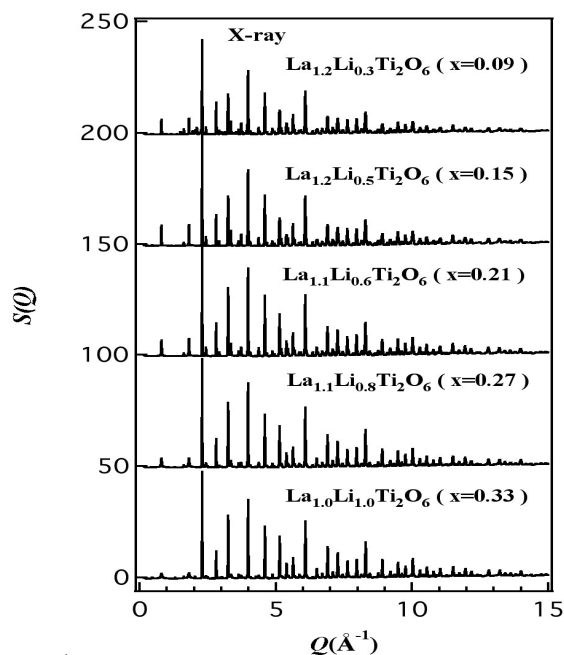 250
X-ray
La1.2Li0.3Ti2O6 ( x=0.09)
200
La1.2Li0.5Ti2O6 ( x=0.15)
150
La1.1Li0.6Ti2O6 ( x=0.21)
S(Q)
100
La1.1Li0.8Ti2O6 ( x=0.27)
50
La1.0Li1.0Ti2O6 ( x=0.33)
0
0 5 10 15
Q(Å-1)